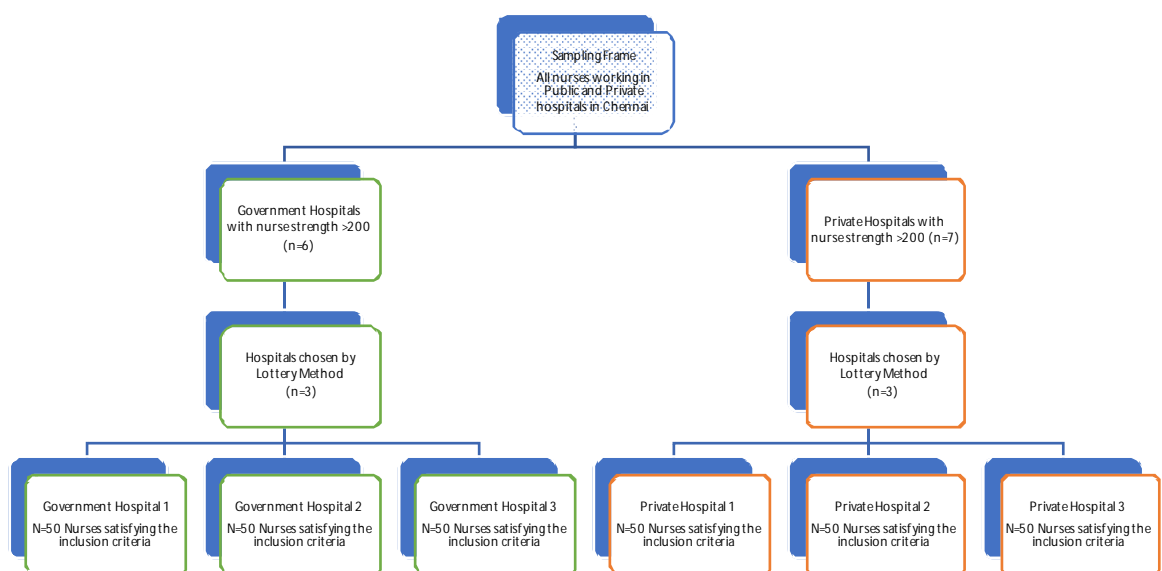 Sampling Frame
All nurses working in
Public and Private
hospitals in Chennai
Government Hospitals
with nurse strength >200
(n=6)
Private Hospitals with
nurse strength >200 (n=7)
Hospitals chosen by
Lottery Method
(n=3)
Hospitals chosen by
Lottery Method
(n=3)
Government Hospital 1
N=50 Nurses satisfying the
inclusion criteria
Government Hospital 2
N=50 Nurses satisfying the
inclusion criteria
Government Hospital 3
N=50 Nurses satisfying the
inclusion criteria
Private Hospital 1
N=50 Nurses satisfying the
inclusion criteria
Private Hospital 2
N=50 Nurses satisfying the
inclusion criteria
Private Hospital 3
N=50 Nurses satisfying the
inclusion criteria